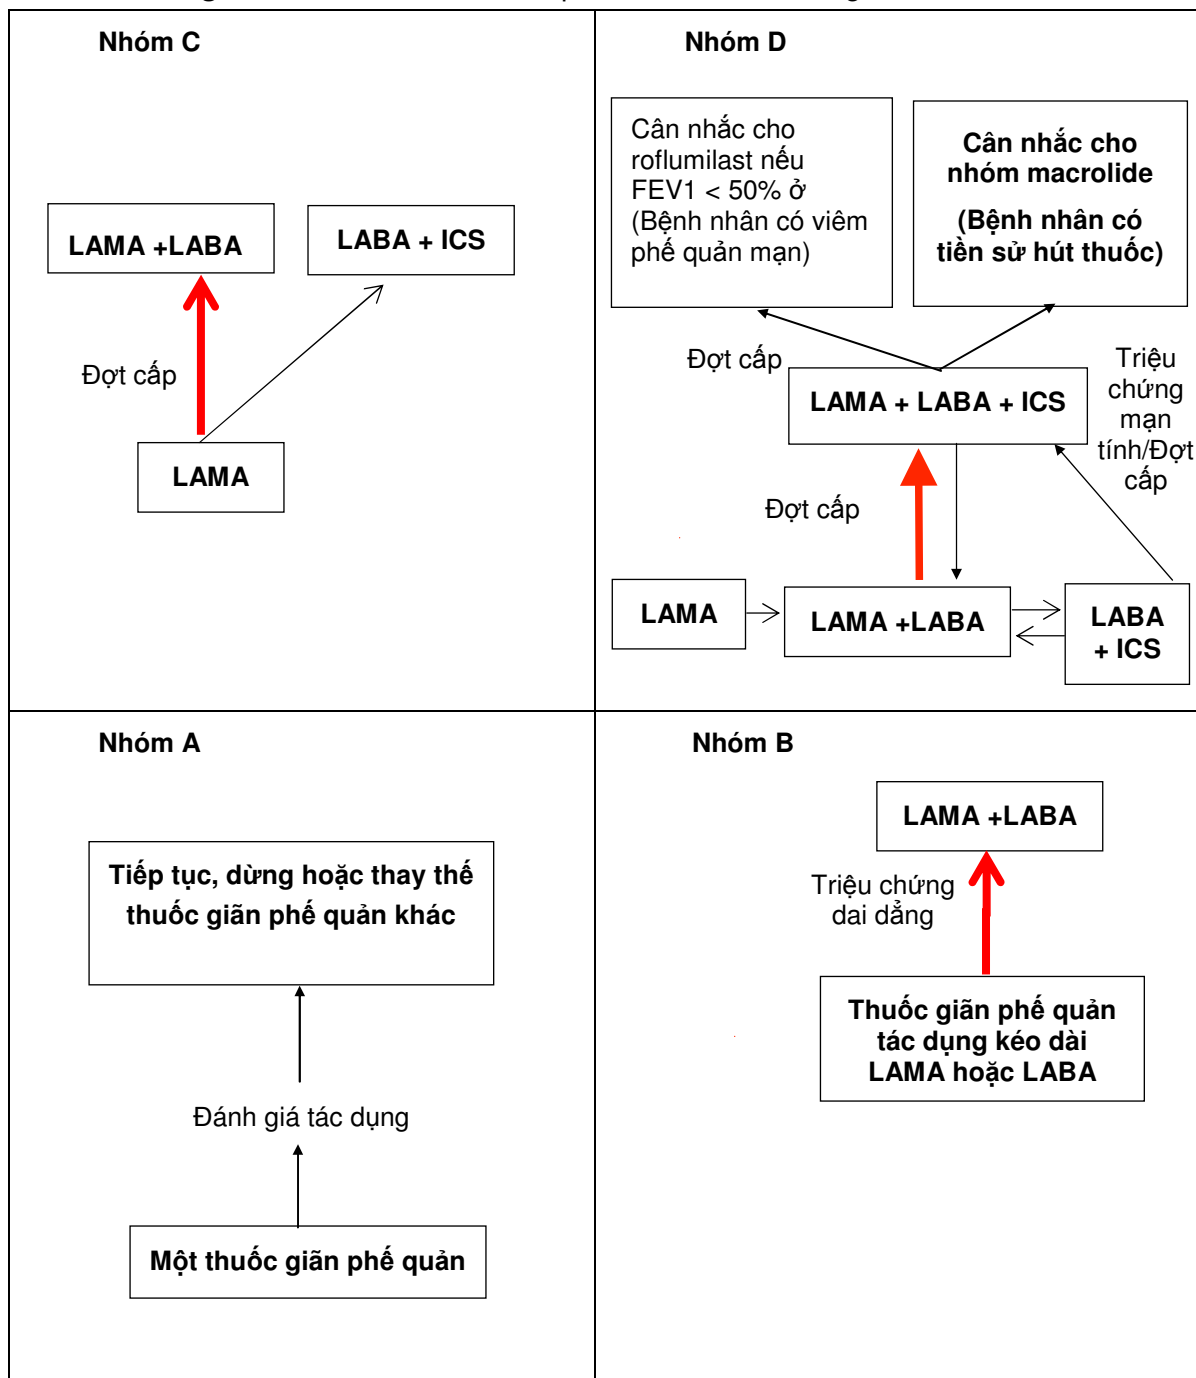 Nhóm C
LAMA +LABA
LABA + ICS
Đợt cấp
LAMA
Nhóm D
Cân nhắc cho
roflumilast nếu
FEV1 < 50% ở
(Bệnh nhân có viêm
phế quản mạn)
Cân nhắc cho
nhóm macrolide
(Bệnh nhân có
tiền sử hút thuốc)
Đợt cấp
Triệu
chứng
mạn
tính/Đợt
cấp
LAMA + LABA + ICS
Đợt cấp
LAMA
LAMA +LABA
LABA
+ ICS
Nhóm A
Tiếp tục, dừng hoặc thay thế
thuốc giãn phế quản khác
Đánh giá tác dụng
Một thuốc giãn phế quản
Nhóm B
LAMA +LABA
Triệu chứng
dai dẳng
Thuốc giãn phế quản
tác dụng kéo dài
LAMA hoặc LABA